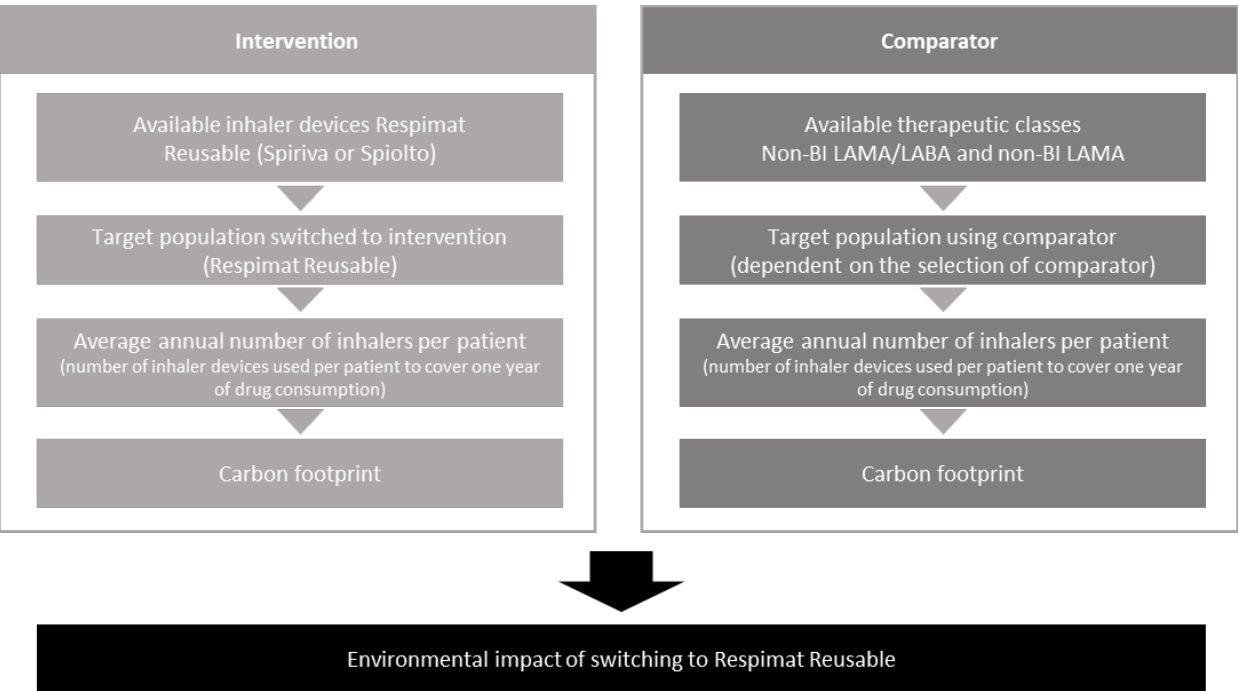 Intervention
Available inhaler devices Respimat
Reusable (Spiriva or Spiolto)
Target population switched to intervention
(Respimat Reusable)
Average annual number of inhalers per patient
(number of inhaler devices used per patient to cover one year
of drug consumption)
Carbon footprint
Comparator
Available therapeutic classes
Non-BI LAMA/LABA and non-BI LAMA
Target population using comparator
(dependent on the selection of comparator)
Average annual number of inhalers per patient
(number of inhaler devices used per patient to cover one year
of drug consumption)
Carbon footprint
Environmental impact of switching to Respimat Reusable